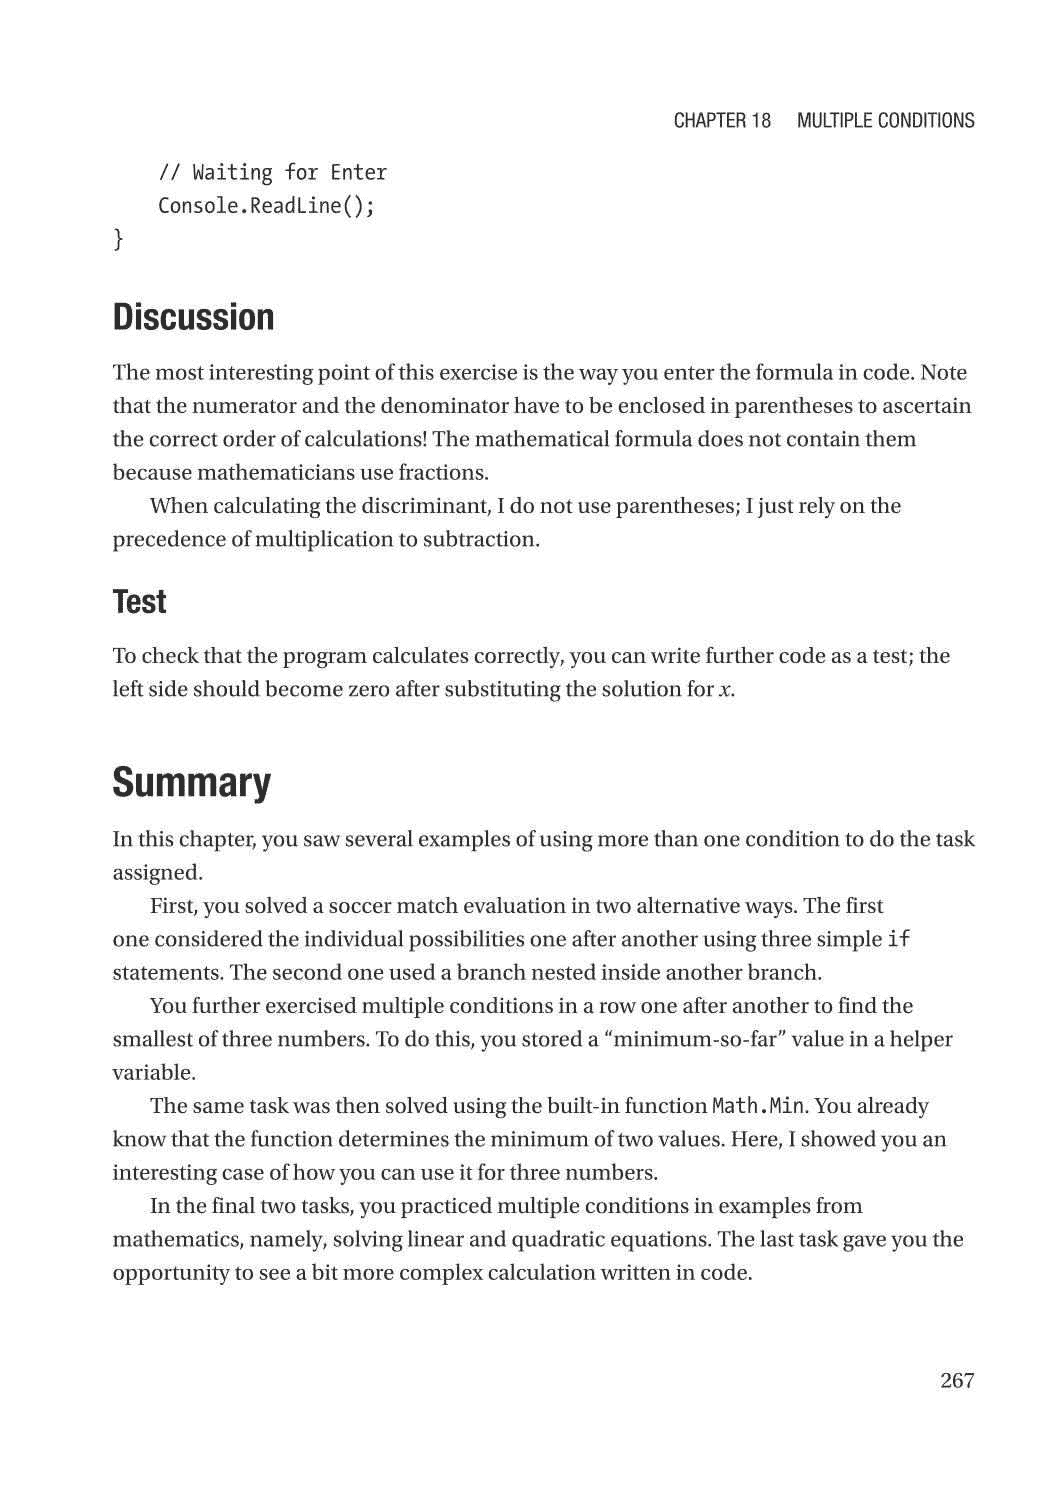 CHAPTER 18 MULTIPLE CONDITIONS
// Waiting for Enter
Console.ReadLine();
}
Discussion
The most interesting point of this exercise is the way you enter the formula in code. Note
that the numerator and the denominator have to be enclosed in parentheses to ascertain
the correct order of calculations! The mathematical formula does not contain them
because mathematicians use fractions.
When calculating the discriminant, I do not use parentheses; I just rely on the
precedence of multiplication to subtraction.
Test
To check that the program calculates correctly, you can write further code as a test; the
left side should become zero after substituting the solution for x.
Summary
In this chapter, you saw several examples of using more than one condition to do the task
assigned.
First, you solved a soccer match evaluation in two alternative ways. The first
one considered the individual possibilities one after another using three simple if
statements. The second one used a branch nested inside another branch.
You further exercised multiple conditions in a row one after another to find the
smallest of three numbers. To do this, you stored a “minimum-so-far” value in a helper
variable.
The same task was then solved using the built-in function Math.Min. You already
know that the function determines the minimum of two values. Here, I showed you an
interesting case of how you can use it for three numbers.
In the final two tasks, you practiced multiple conditions in examples from
mathematics, namely, solving linear and quadratic equations. The last task gave you the
opportunity to see a bit more complex calculation written in code.
267